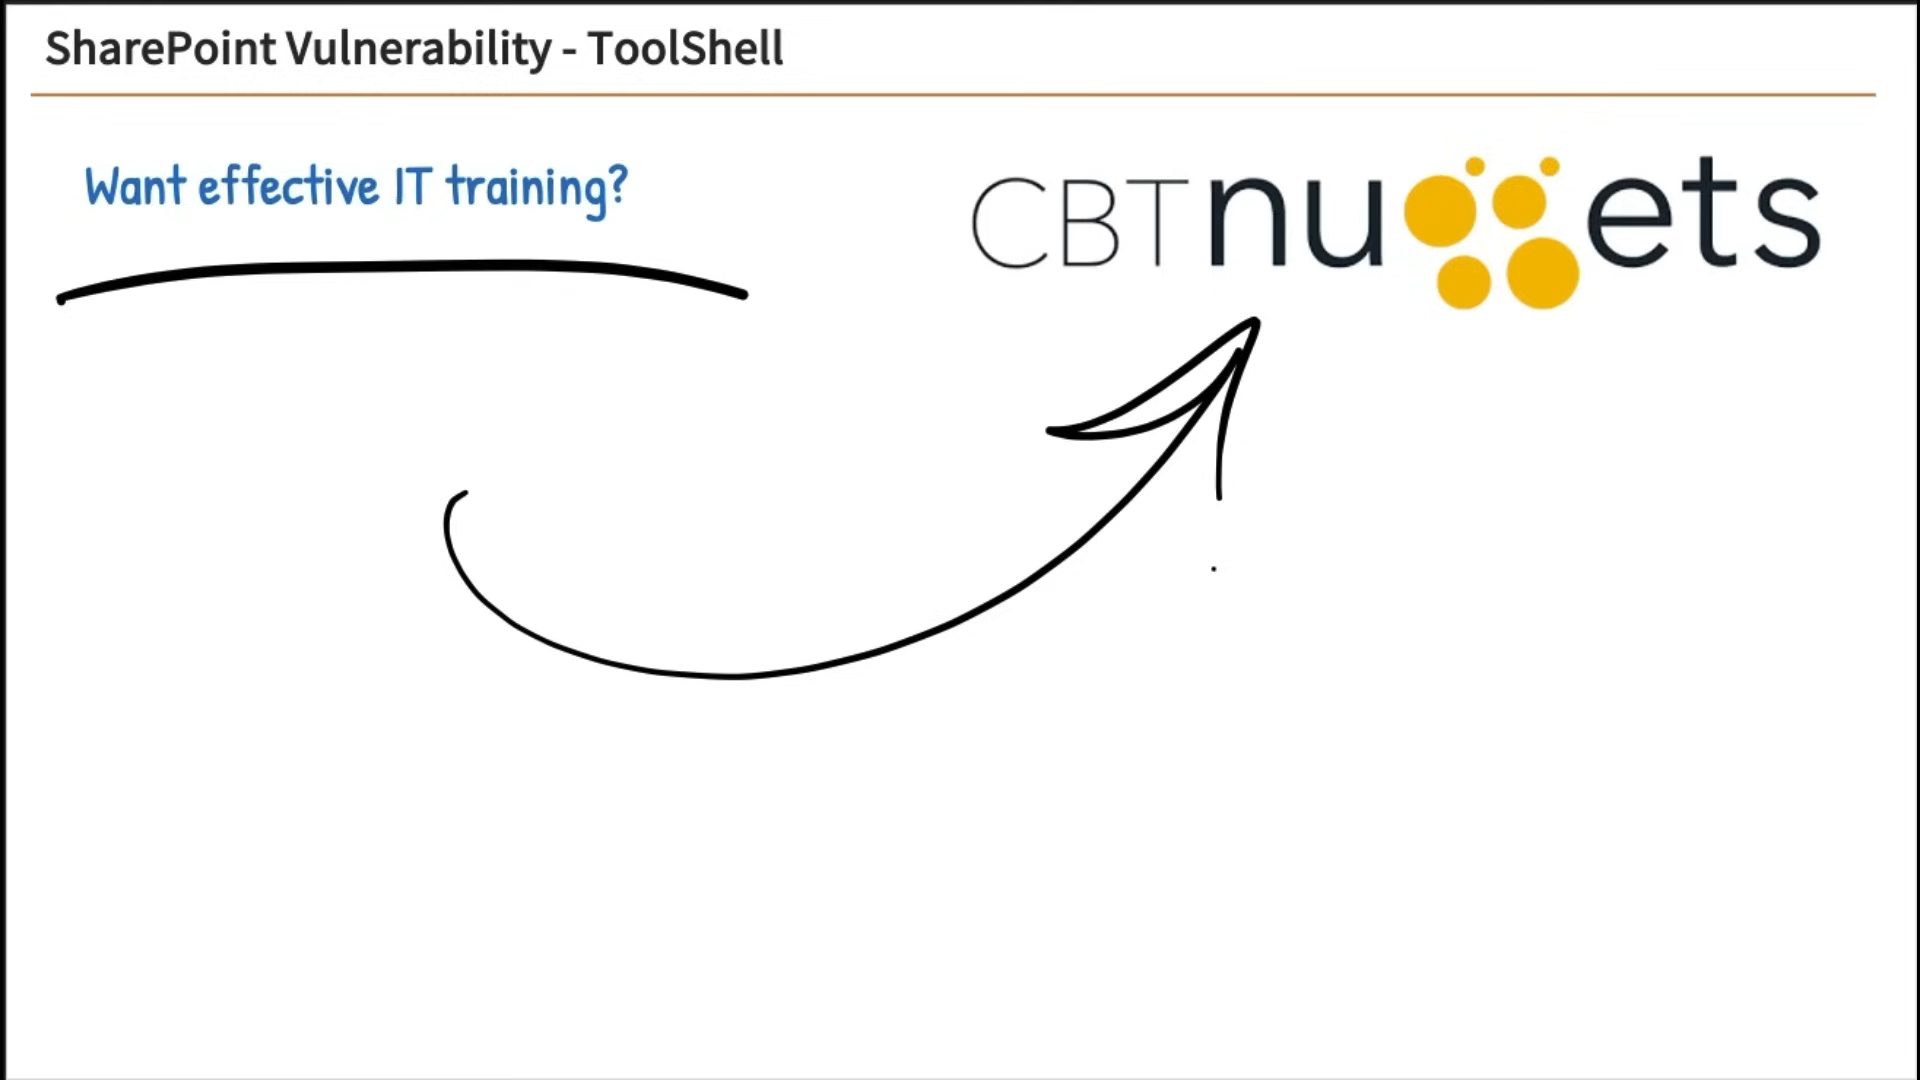 SharePoint Vulnerability - ToolShell
Want effective IT training?
CBTnuggets